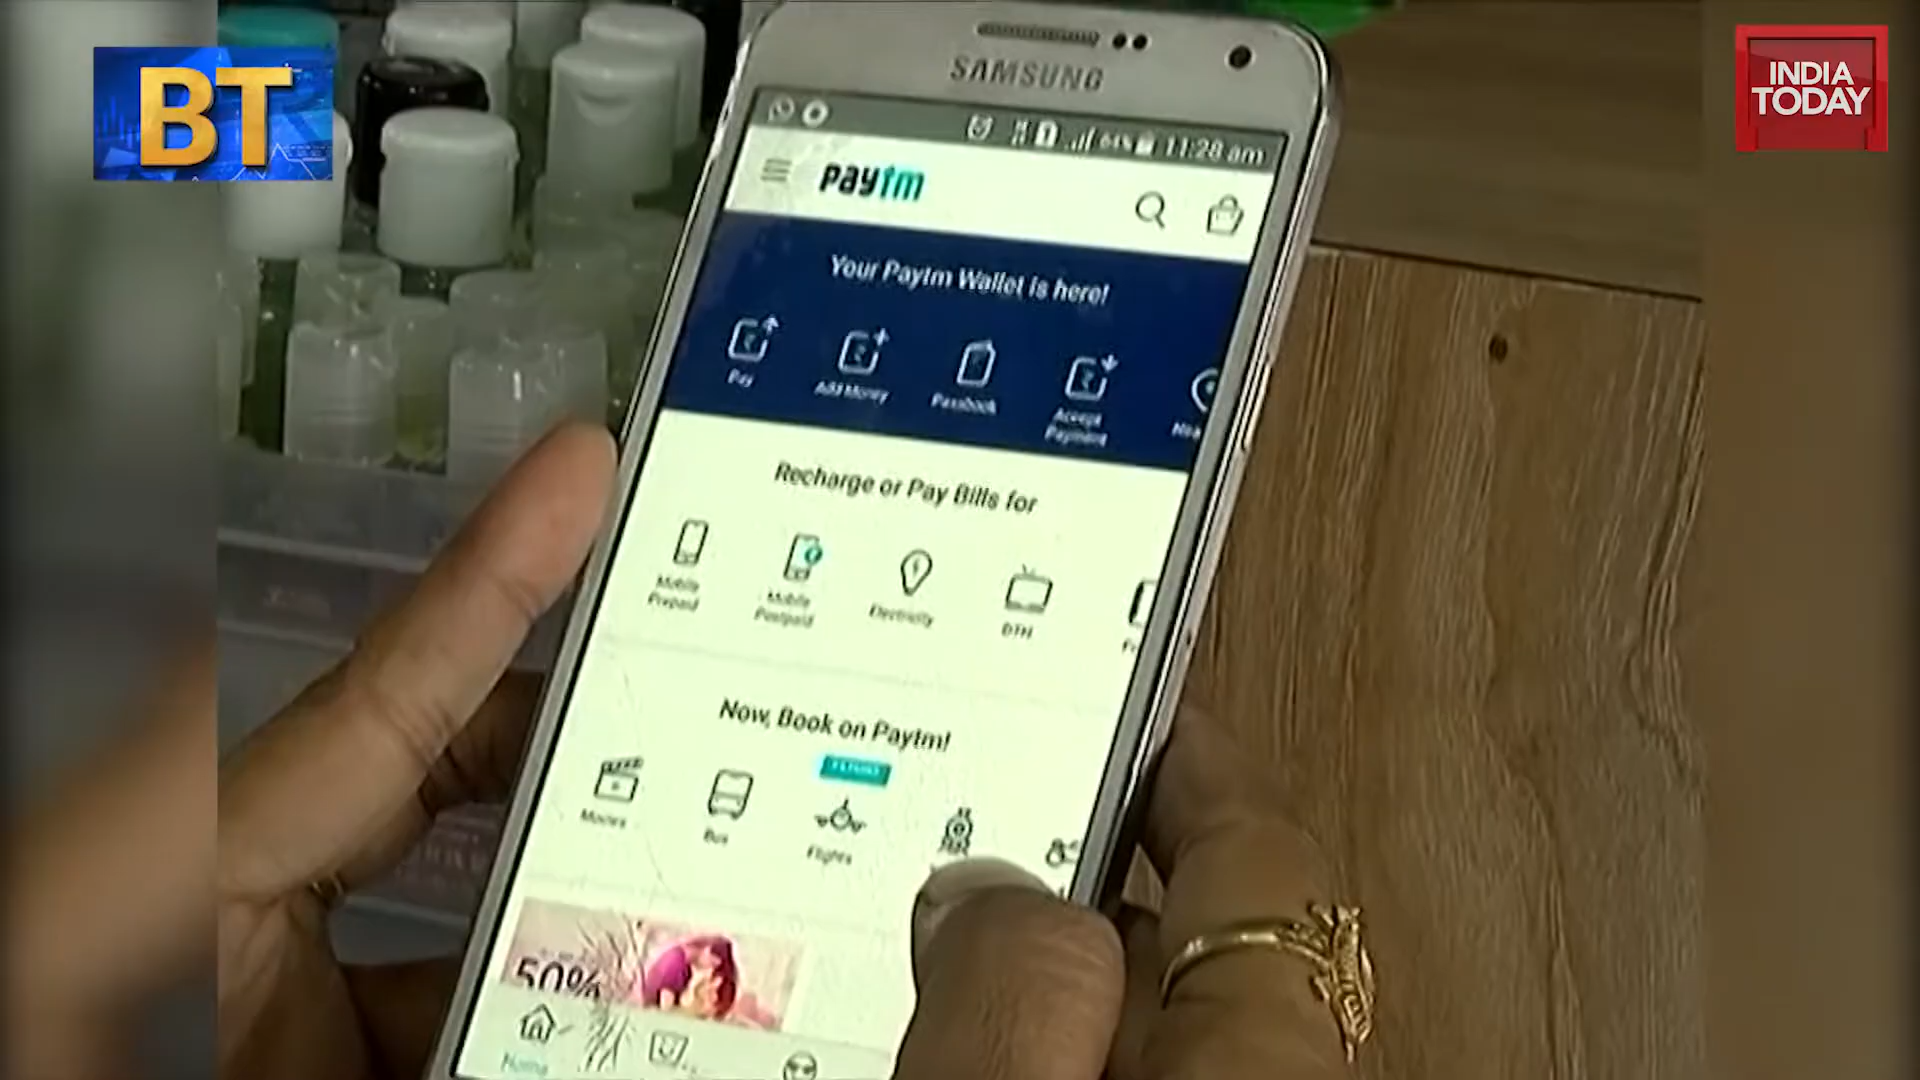 BT
INDIA
TODAY
SAMSUNG
64% 11:28 am
paytm
Your Paytm Wallet is here!
Pay
Add Money
Passbook
Accept
Payment
Recharge or Pay Bills for
Mobile
Prepaid
Mobile
Postpaid
Electricity
DTH
Now, Book on Paytm!
Movies
Bus
Flights
50%
Home